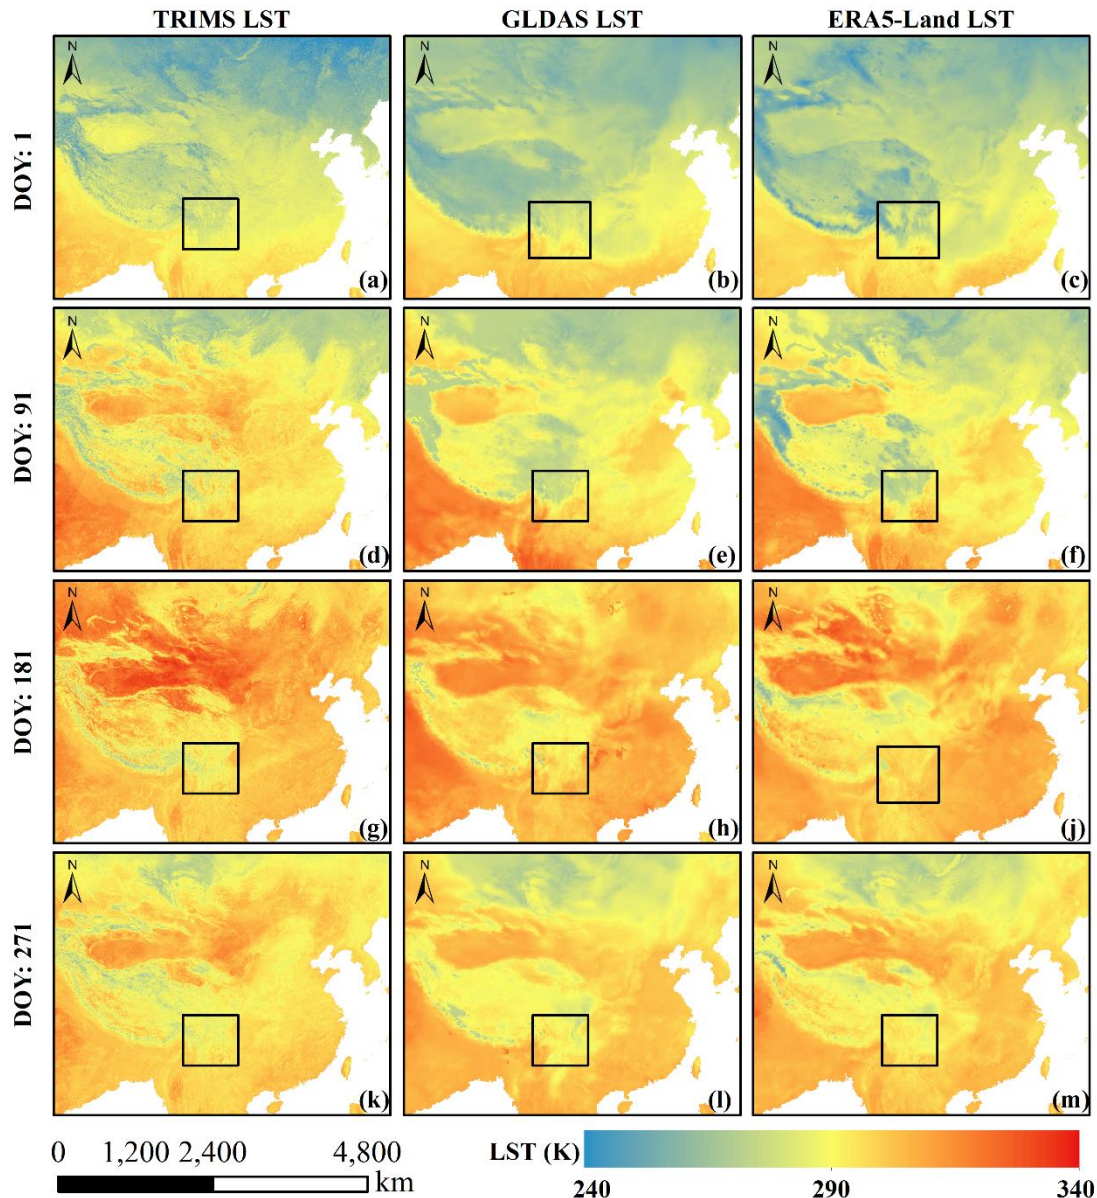 TRIMS LST GLDAS LST ERA5-Land LST
DOY: 1
N N N
(a) (b) (c)
DOY: 91
N N N
(d) (e) (f)
DOY: 181
N N N
(g) (h) (j)
DOY: 271
N N N
(k) (l) (m)
0 1,200 2,400 4,800
km
LST (K)
240 290 340